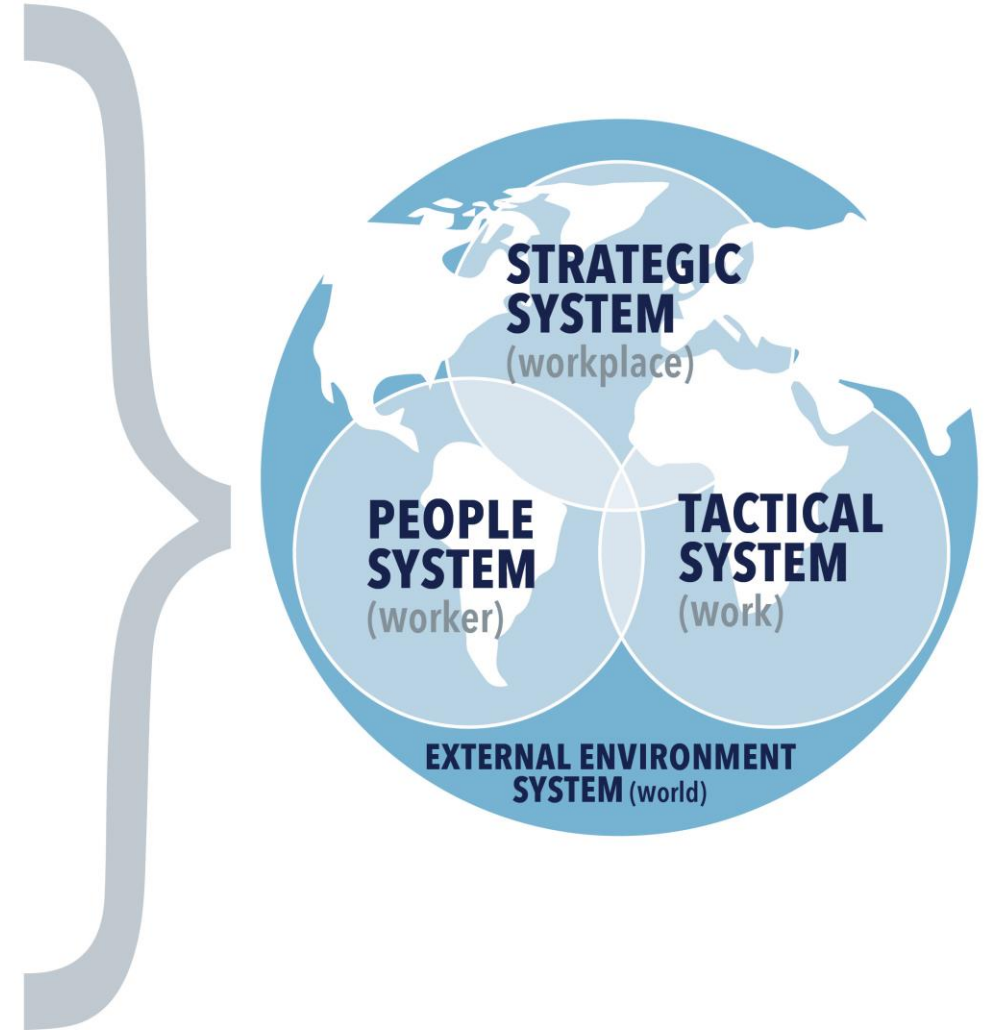 STRATEGIC
SYSTEM
(workplace)
PEOPLE
SYSTEM
(worker)
TACTICAL
SYSTEM
(work)
EXTERNAL ENVIRONMENT
SYSTEM (world)